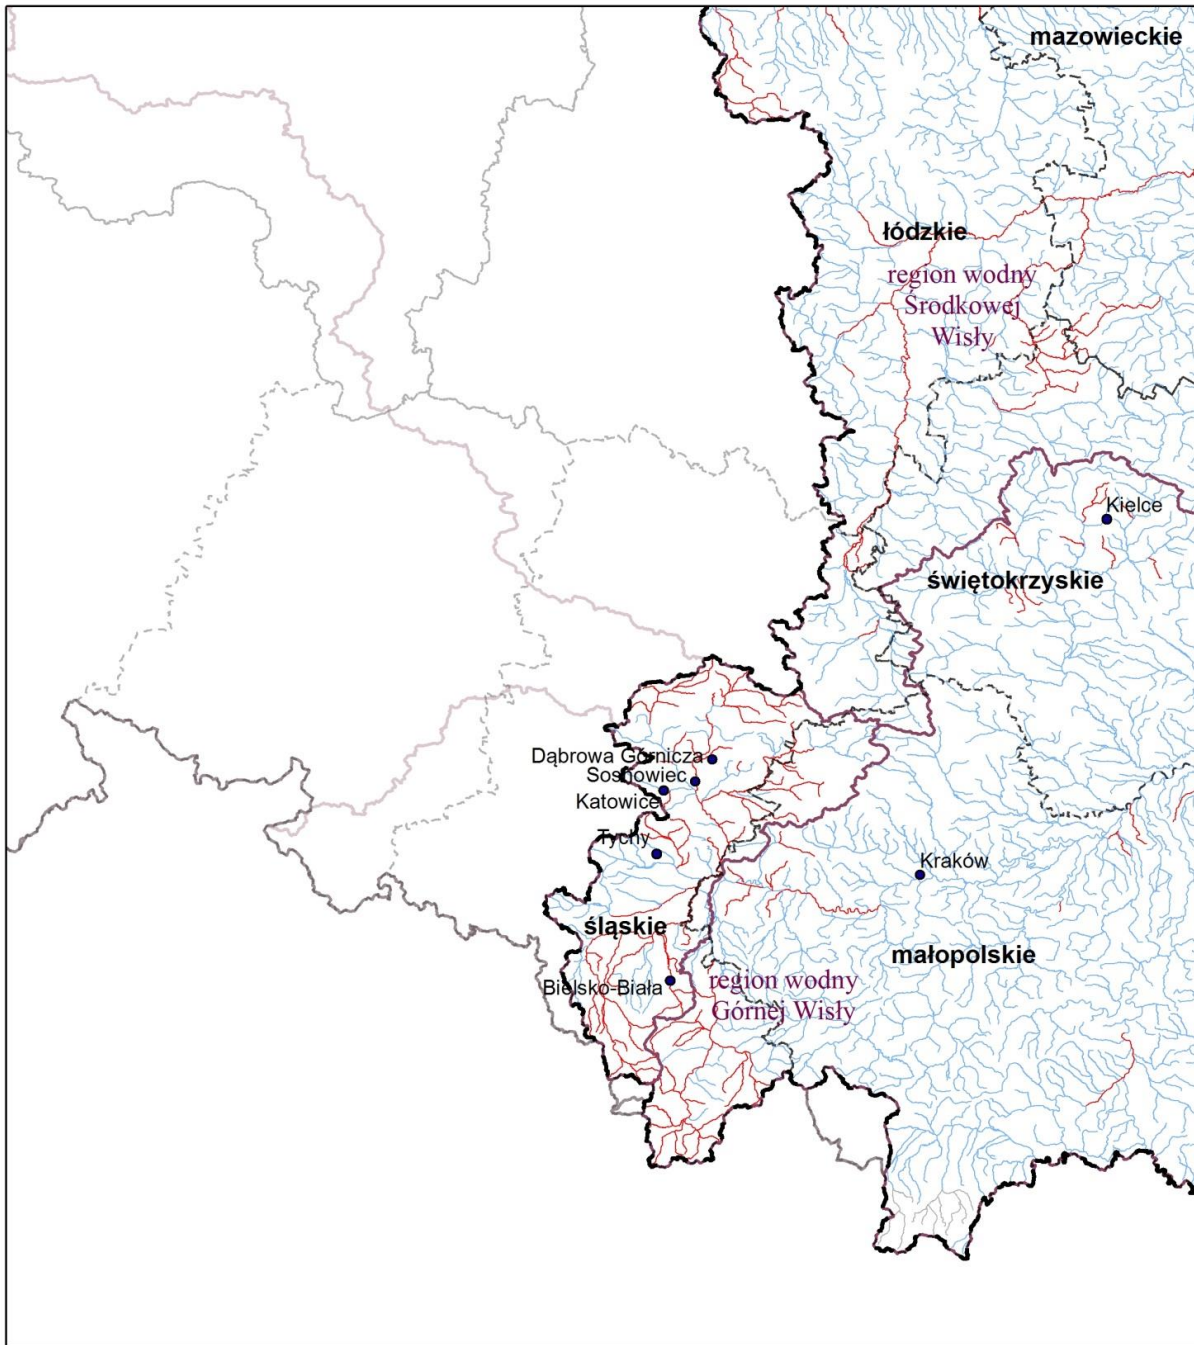 mazowieckie
łódzkie
region wodny
Środkowej
Wisły
Kielce
świętokrzyskie
Dąbrowa Górnicza
Sosnowiec
Katowice
Tychy
Kraków
śląskie
małopolskie
Bielsko-Biała
region wodny
Górnej Wisły